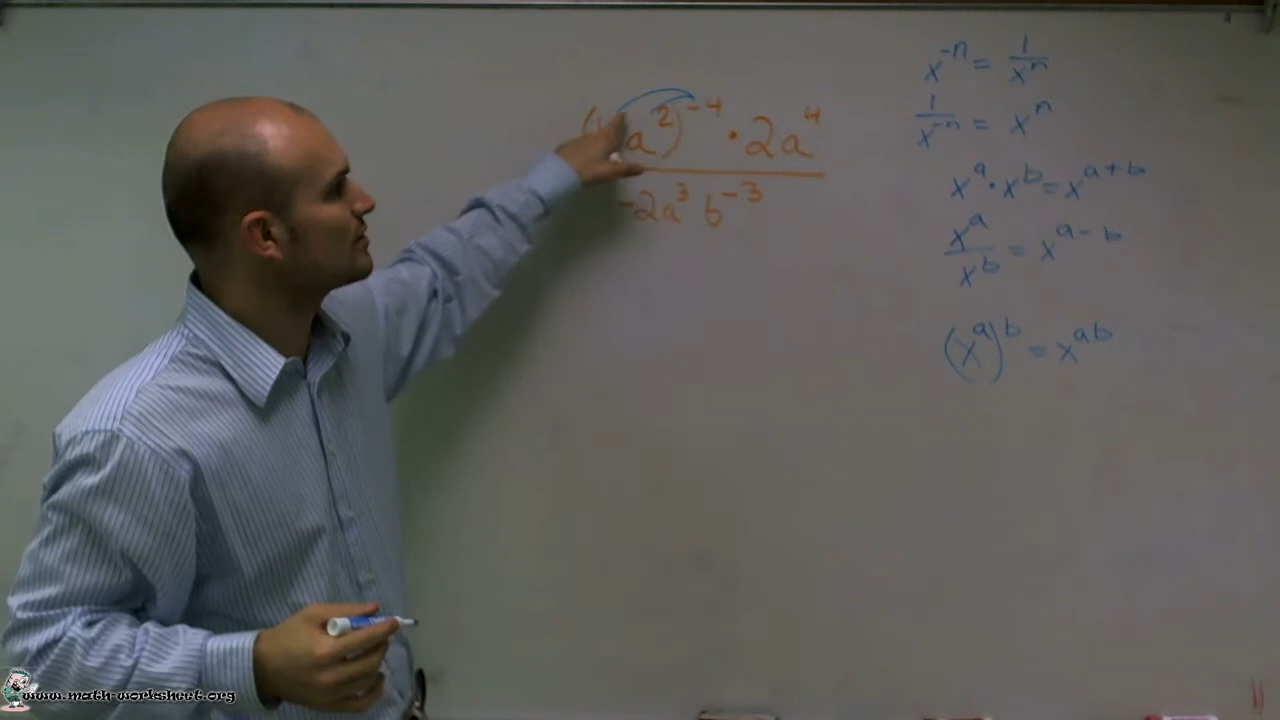 ( a²)⁻⁴ · 2a⁴
-2a³ b⁻³
x⁻ⁿ = 1/xⁿ
1/x⁻ⁿ = xⁿ
xᵃ · xᵇ = xᵃ⁺ᵇ
xᵃ/xᵇ = xᵃ⁻ᵇ
(xᵃ)ᵇ = xᵃᵇ
www.math-worksheet.org